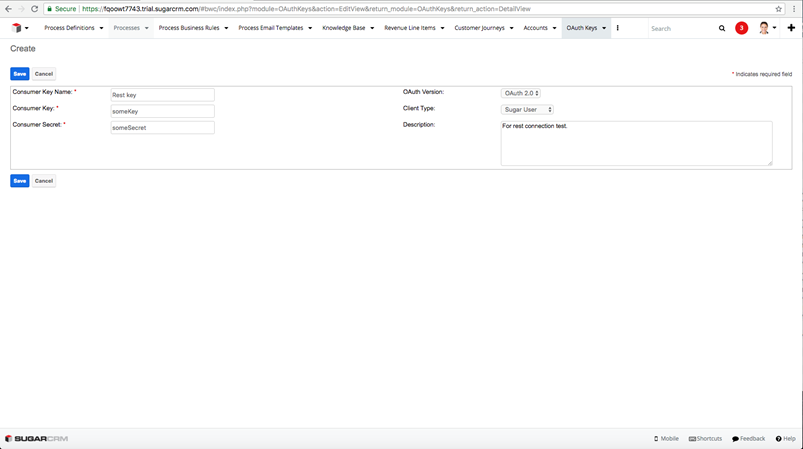 Secure https://fqoowt7743.trial.sugarcrm.com/#bwc/index.php?module=OAuthKeys&action=EditView&return_module=OAuthKeys&return_action=DetailView
Process Definitions Processes Process Business Rules Process Email Templates Knowledge Base Revenue Line Items Customer Journeys Accounts OAuth Keys Search 3
Create
Save Cancel * Indicates required field
Consumer Key Name: * Rest key OAuth Version: OAuth 2.0
Consumer Key: * someKey Client Type: Sugar User
Consumer Secret: * someSecret Description: For rest connection test.
Save Cancel
SUGARCRM Mobile Shortcuts Feedback Help